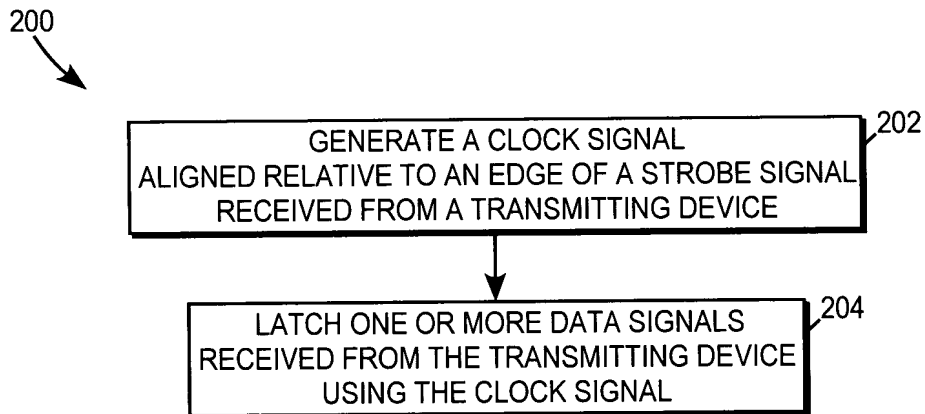 200
202
GENERATE A CLOCK SIGNAL
ALIGNED RELATIVE TO AN EDGE OF A STROBE SIGNAL
RECEIVED FROM A TRANSMITTING DEVICE
204
LATCH ONE OR MORE DATA SIGNALS
RECEIVED FROM THE TRANSMITTING DEVICE
USING THE CLOCK SIGNAL